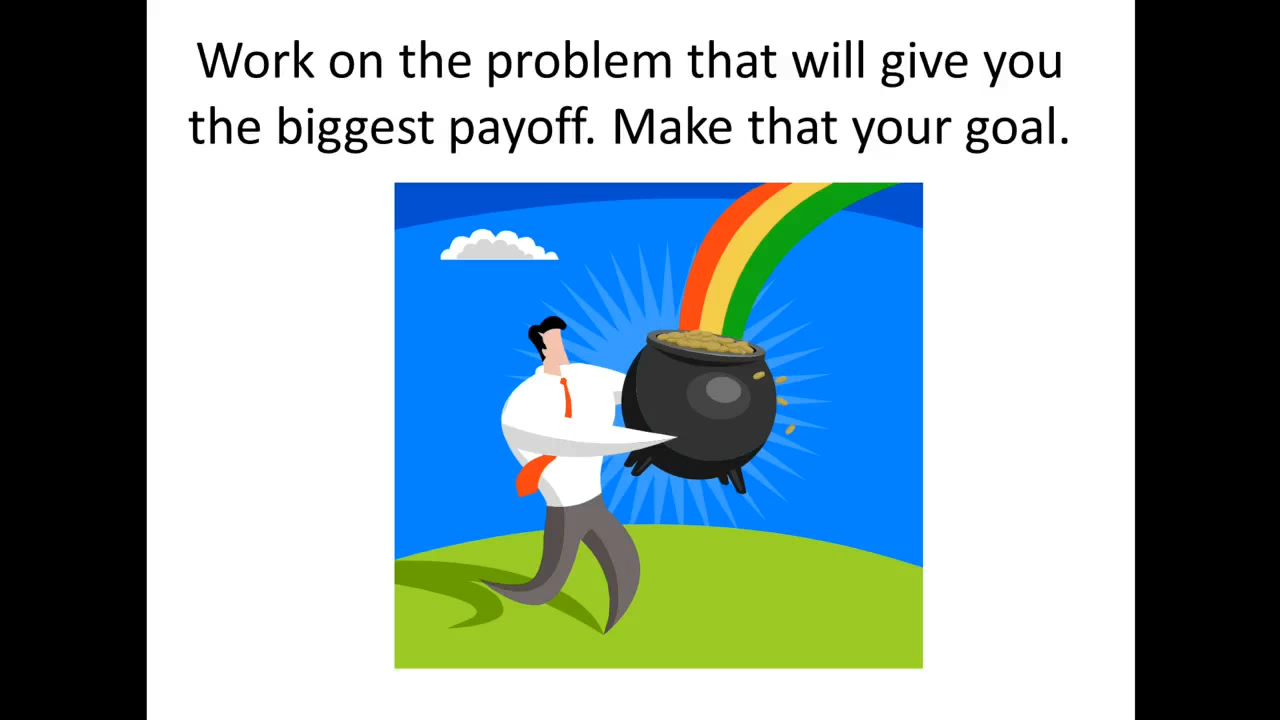 Work on the problem that will give you
the biggest payoff. Make that your goal.